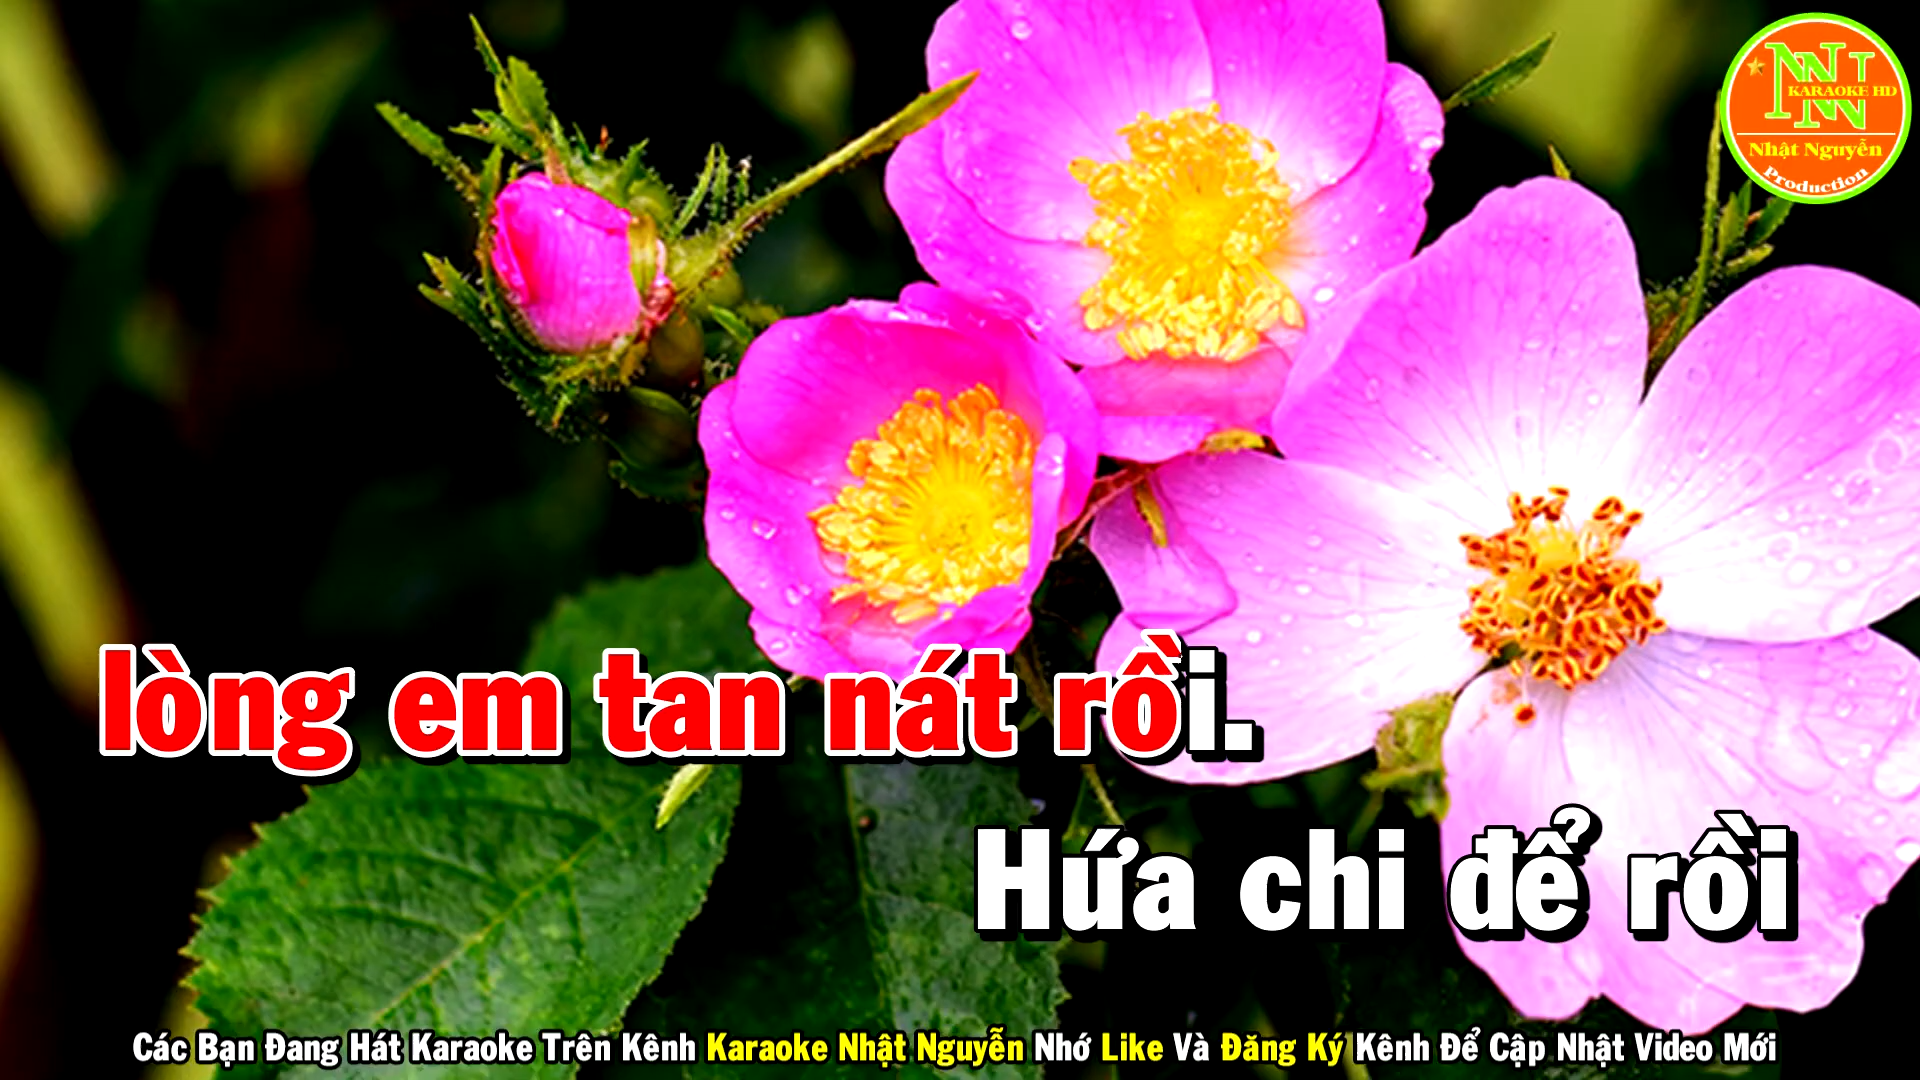 NN
KARAOKE HD
NN
Nhật Nguyễn
Production
lòng em tan nát rồi.
Hứa chi để rồi
Các Bạn Đang Hát Karaoke Trên Kênh Karaoke Nhật Nguyễn Nhớ Like Và Đăng Ký Kênh Để Cập Nhật Video Mới